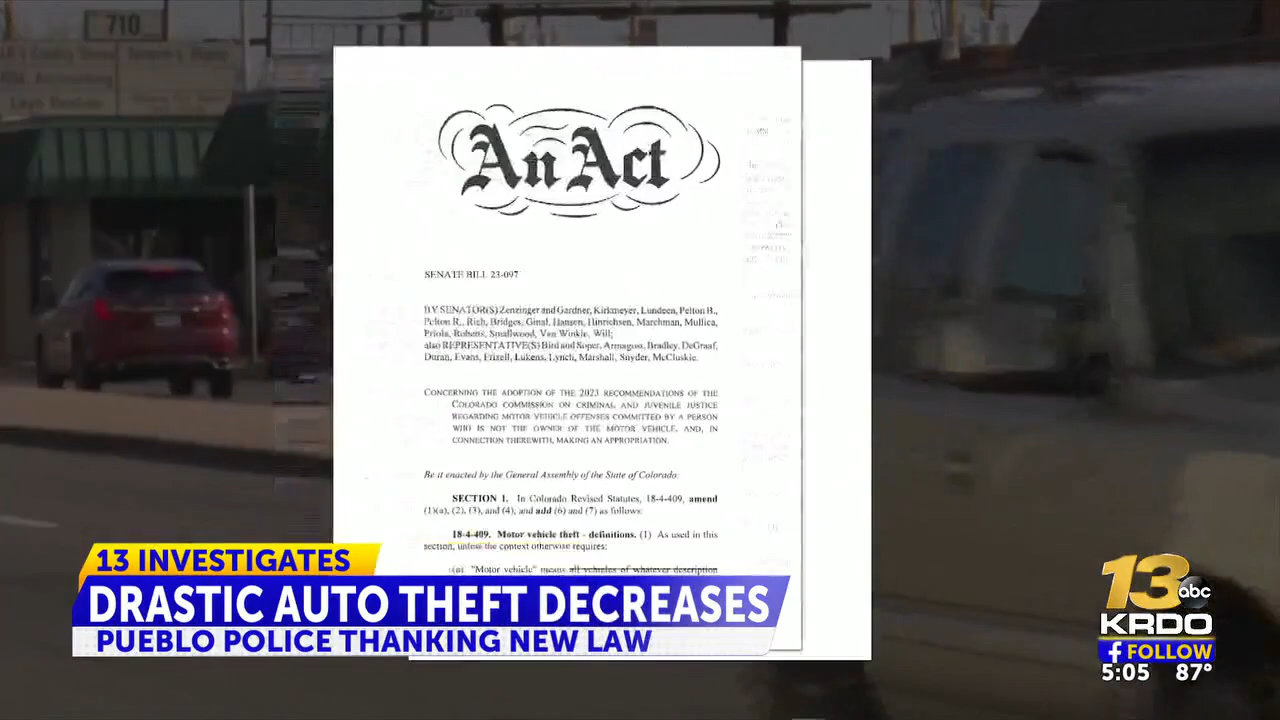 710
An Act
SENATE BILL 23-097
BY SENATOR(S) Zenzinger and Gardner, Kirkmeyer, Lundeen, Pelton B.,
Pelton R., Rich, Bridges, Ginal, Hansen, Hinrichsen, Marchman, Mullica,
Priola, Roberts, Smallwood, Van Winkle, Will;
also REPRESENTATIVE(S) Bird and Soper, Armagost, Bradley, DeGraaf,
Duran, Evans, Frizell, Lukens, Lynch, Marshall, Snyder, McCluskie.
CONCERNING THE ADOPTION OF THE 2023 RECOMMENDATIONS OF THE
COLORADO COMMISSION ON CRIMINAL AND JUVENILE JUSTICE
REGARDING MOTOR VEHICLE OFFENSES COMMITTED BY A PERSON
WHO IS NOT THE OWNER OF THE MOTOR VEHICLE, AND, IN
CONNECTION THEREWITH, MAKING AN APPROPRIATION.
Be it enacted by the General Assembly of the State of Colorado:
SECTION 1. In Colorado Revised Statutes, 18-4-409, amend
(1)(a), (2), (3), and (4), and add (6) and (7) as follows:
18-4-409. Motor vehicle theft - definitions. (1) As used in this
section, unless the context otherwise requires:
(a) "Motor vehicle" means all vehicles of whatever description
13 INVESTIGATES
DRASTIC AUTO THEFT DECREASES
PUEBLO POLICE THANKING NEW LAW
13 abc
KRDO
f FOLLOW
5:05 87°